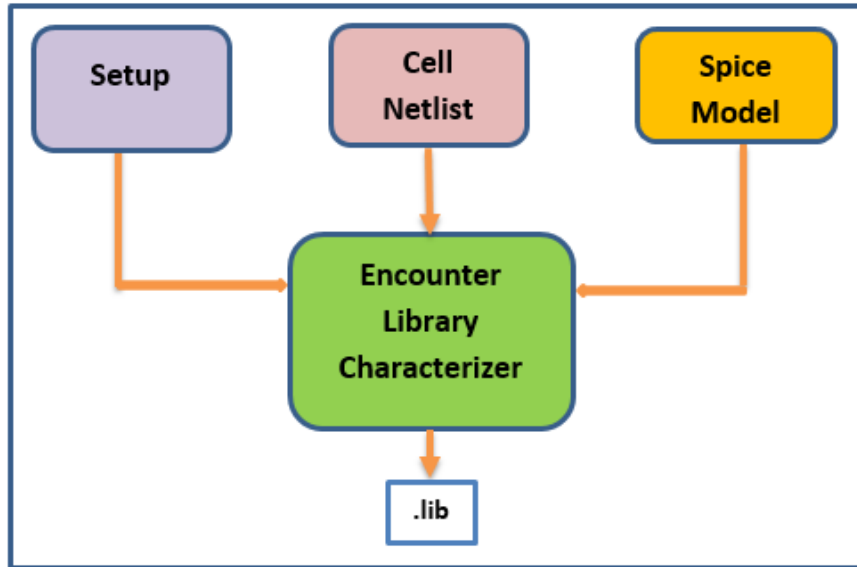 Setup
Cell
Netlist
Spice
Model
Encounter
Library
Characterizer
.lib